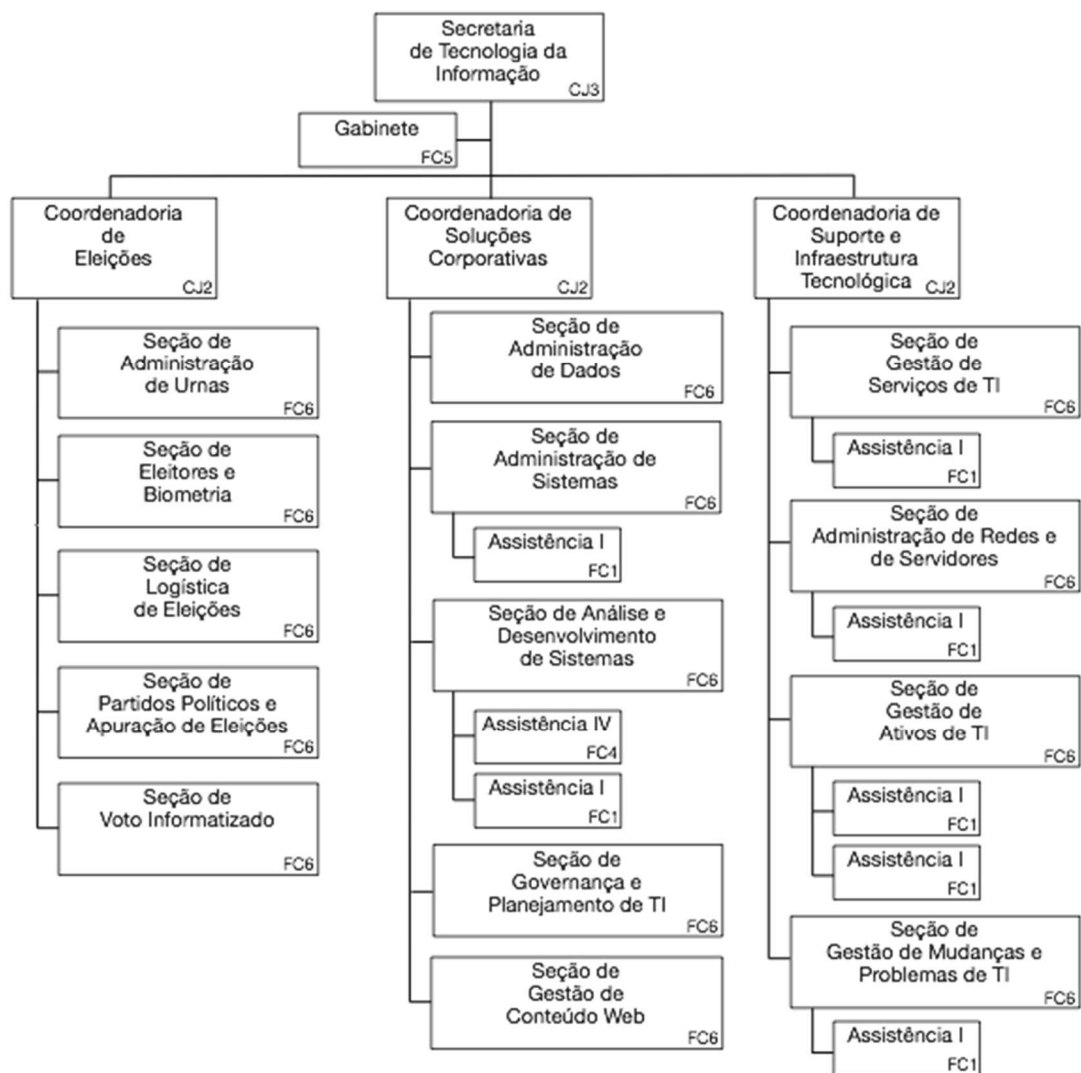 Secretaria
de Tecnologia da
Informação
CJ3
Gabinete
FC5
Coordenadoria
de
Eleições
CJ2
Seção de
Administração
de Urnas
FC6
Seção de
Eleitores e
Biometria
FC6
Seção de
Logística
de Eleições
FC6
Seção de
Partidos Políticos e
Apuração de Eleições
FC6
Seção de
Voto Informatizado
FC6
Coordenadoria de
Soluções
Corporativas
CJ2
Seção de
Administração
de Dados
FC6
Seção de
Administração de
Sistemas
FC6
Assistência I
FC1
Seção de Análise e
Desenvolvimento
de Sistemas
FC6
Assistência IV
FC4
Assistência I
FC1
Seção de
Governança e
Planejamento de TI
FC6
Seção de
Gestão de
Conteúdo Web
FC6
Coordenadoria de
Suporte e
Infraestrutura
Tecnológica
CJ2
Seção de
Gestão de
Serviços de TI
FC6
Assistência I
FC1
Seção de
Administração de Redes e
de Servidores
FC6
Assistência I
FC1
Seção de
Gestão de
Ativos de TI
FC6
Assistência I
FC1
Assistência I
FC1
Seção de
Gestão de Mudanças e
Problemas de TI
FC6
Assistência I
FC1